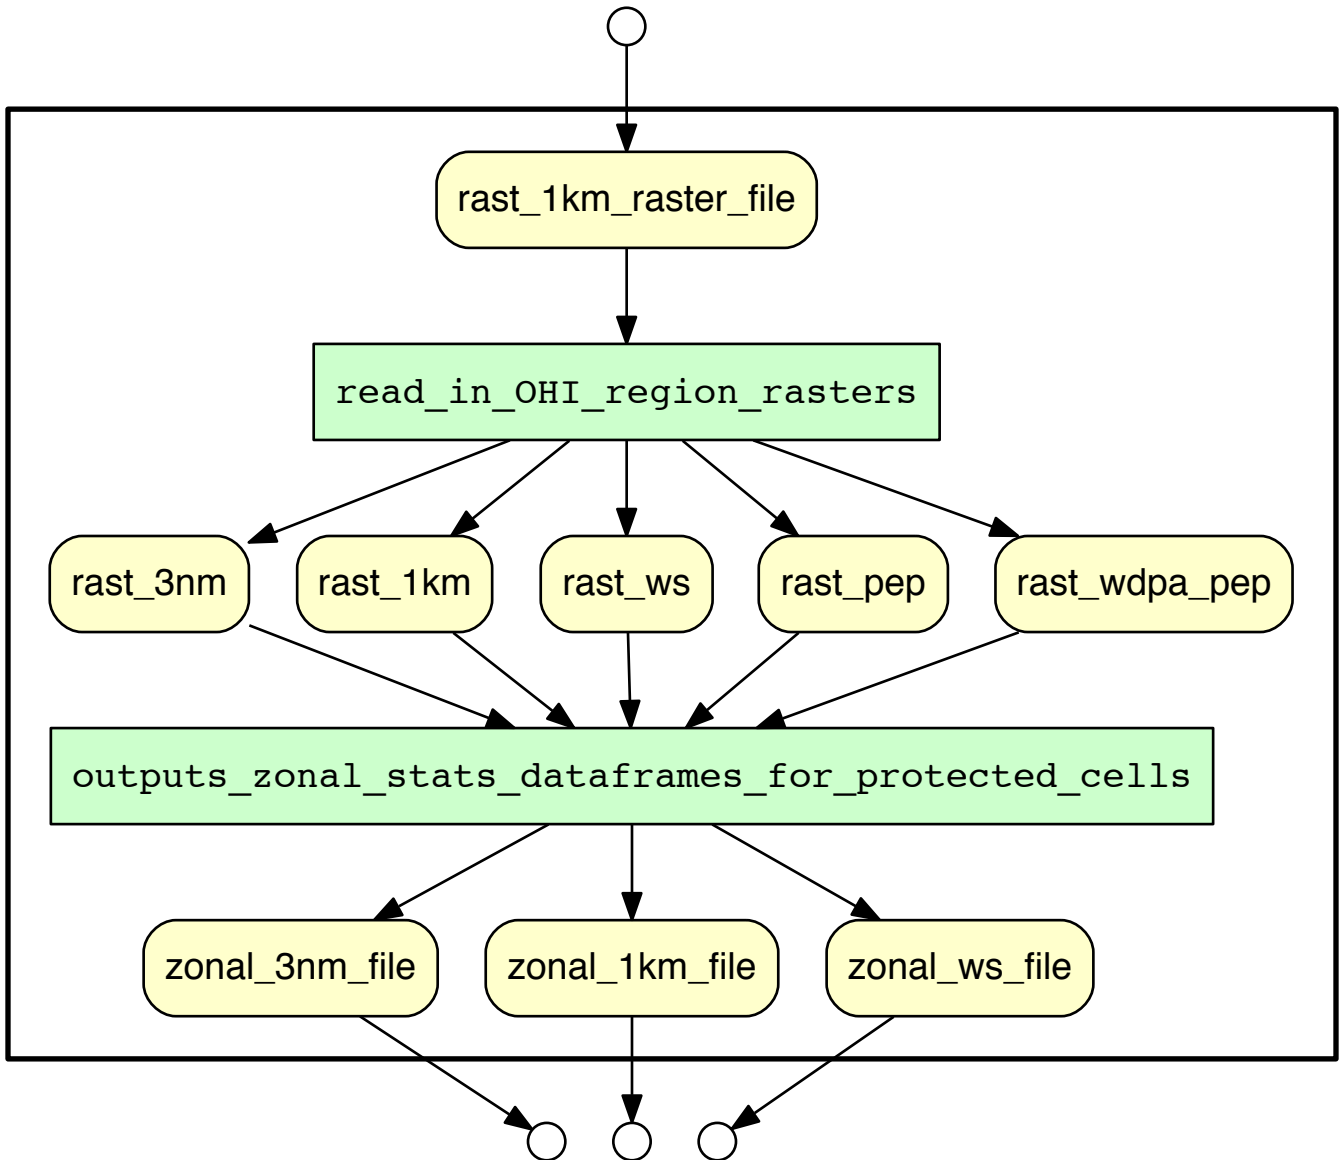 rast_1km_raster_file
read_in_OHI_region_rasters
rast_3nm
rast_1km
rast_ws
rast_pep
rast_wdpa_pep
outputs_zonal_stats_dataframes_for_protected_cells
zonal_3nm_file
zonal_1km_file
zonal_ws_file